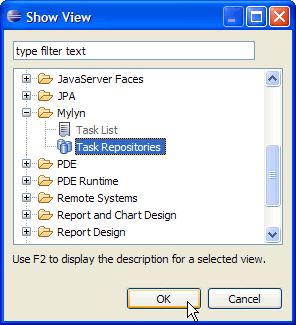 Show View
type filter text
JavaServer Faces
JPA
Mylyn
Task List
Task Repositories
PDE
PDE Runtime
Remote Systems
Report and Chart Design
Report Design
Use F2 to display the description for a selected view.
OK
Cancel